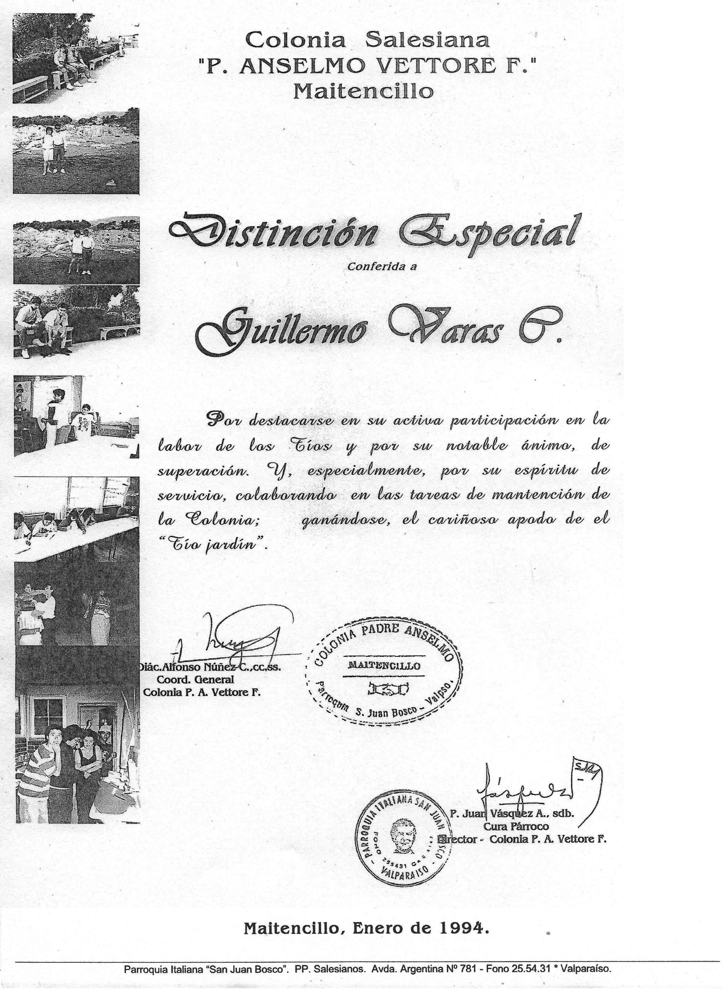 Colonia Salesiana
"P. ANSELMO VETTORE F."
Maitencillo
Distinción Especial
Conferida a
Guillermo Varas C.
Por destacarse en su activa participación en la
labor de los Tíos y por su notable ánimo, de
superación. Y, especialmente, por su espíritu de
servicio, colaborando en las tareas de mantención de
la Colonia; ganándose, el cariñoso apodo de el
“Tío jardín”.
Diác.Alfonso Núñez C.,cc.ss.
Coord. General
Colonia P. A. Vettore F.
COLONIA PADRE ANSELMO
MAITENCILLO
Parroquia S. Juan Bosco - Valpso.
P. Juan Vásquez A., sdb.
Cura Párroco
Director - Colonia P. A. Vettore F.
- PARROQUIA ITALIANA SAN JUAN BOSCO -
FONO 255431
VALPARAISO
Maitencillo, Enero de 1994.
Parroquia Italiana “San Juan Bosco”. PP. Salesianos. Avda. Argentina Nº 781 - Fono 25.54.31 * Valparaíso.